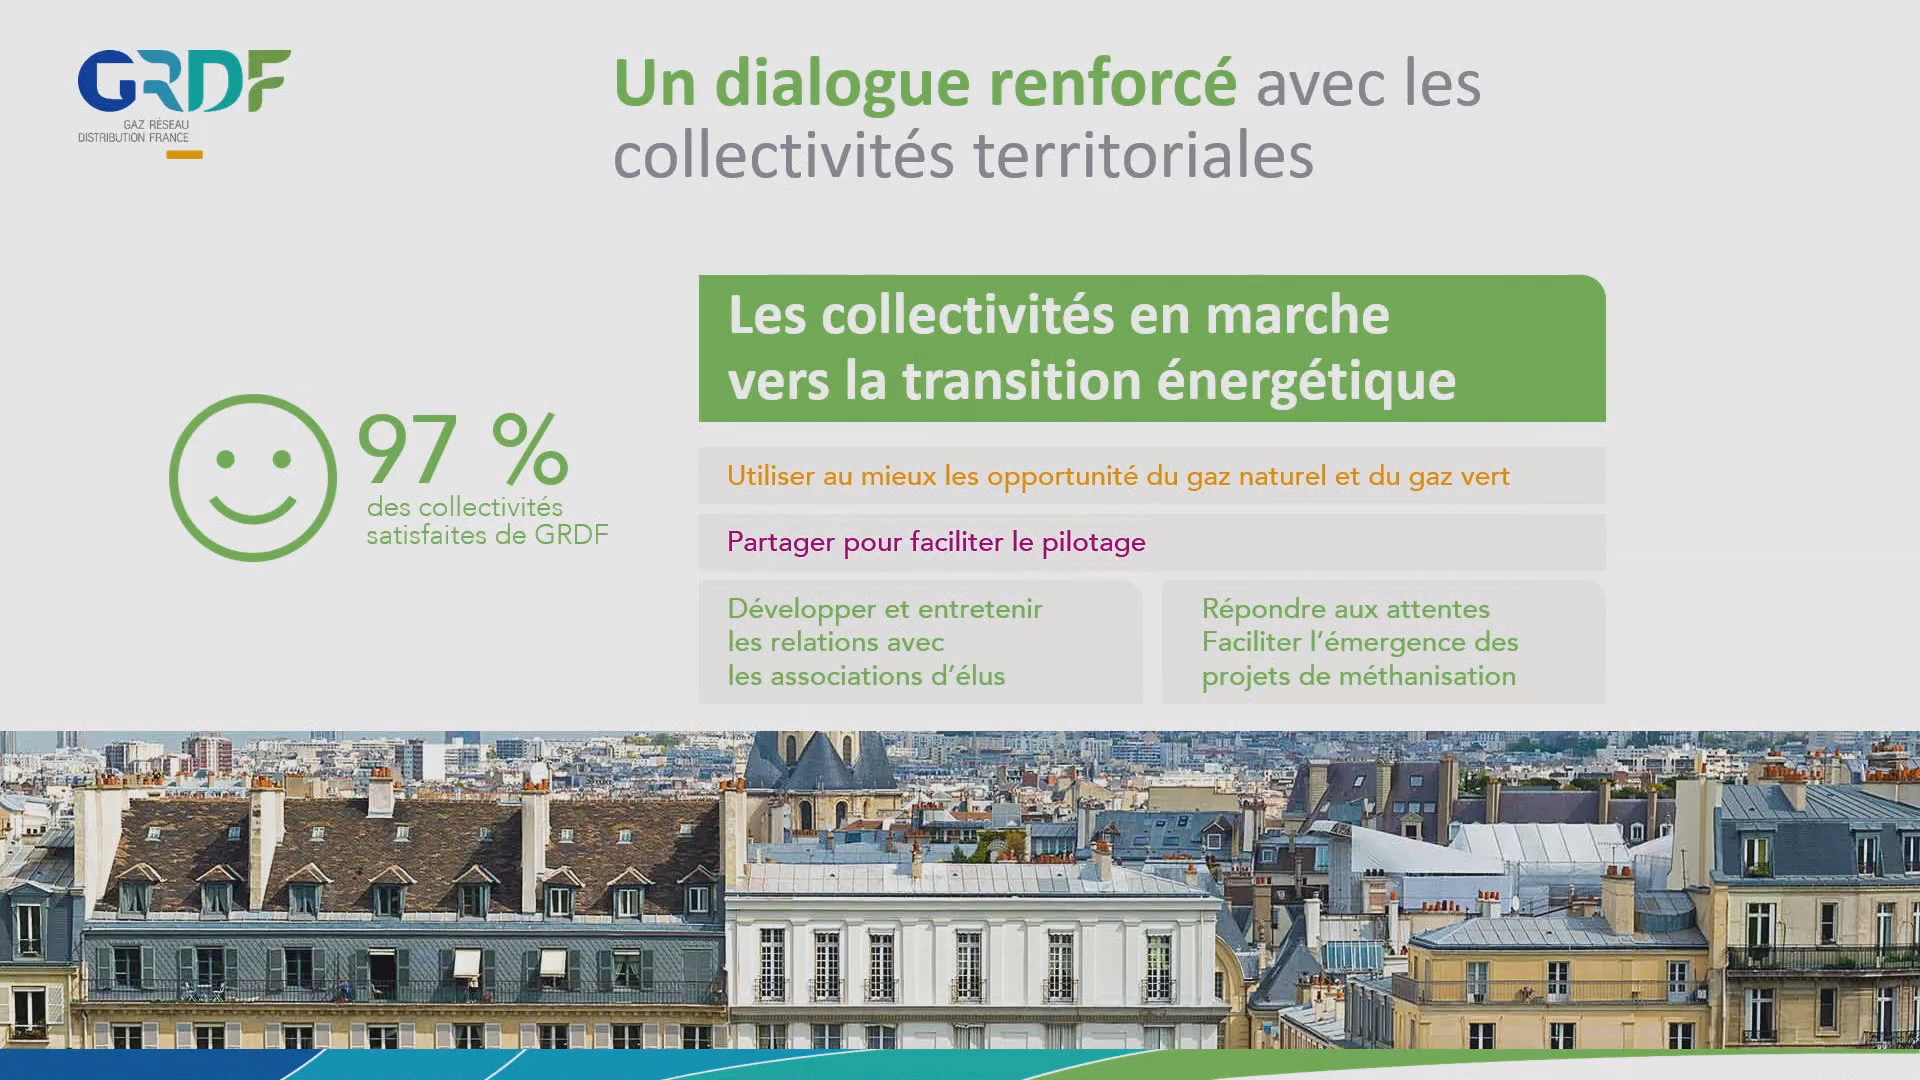 GRDF
GAZ RÉSEAU
DISTRIBUTION FRANCE
Un dialogue renforcé avec les
collectivités territoriales
97 %
des collectivités
satisfaites de GRDF
Les collectivités en marche
vers la transition énergétique
Utiliser au mieux les opportunité du gaz naturel et du gaz vert
Partager pour faciliter le pilotage
Développer et entretenir
les relations avec
les associations d’élus
Répondre aux attentes
Faciliter l’émergence des
projets de méthanisation